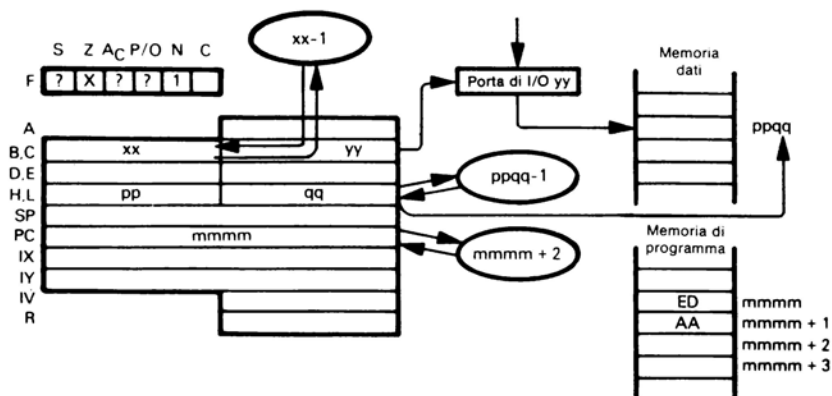 S Z AC P/O N C
F ? X ? ? 1
xx-1
Porta di I/O yy
Memoria
dati
ppqq
A
B,C xx yy
D,E
H,L pp qq
ppqq-1
SP
PC mmmm
mmmm + 2
IX
IY
IV
R
Memoria di
programma
ED mmmm
AA mmmm + 1
mmmm + 2
mmmm + 3